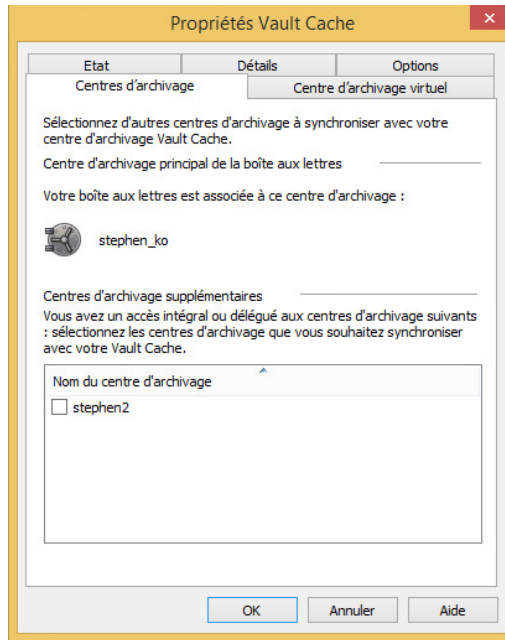 Propriétés Vault Cache
Etat
Détails
Options
Centres d'archivage
Centre d'archivage virtuel
Sélectionnez d'autres centres d'archivage à synchroniser avec votre
centre d'archivage Vault Cache.
Centre d'archivage principal de la boîte aux lettres
Votre boîte aux lettres est associée à ce centre d'archivage :
stephen_ko
Centres d'archivage supplémentaires
Vous avez un accès intégral ou délégué aux centres d'archivage suivants
: sélectionnez les centres d'archivage que vous souhaitez synchroniser
avec votre Vault Cache.
Nom du centre d'archivage
stephen2
OK
Annuler
Aide